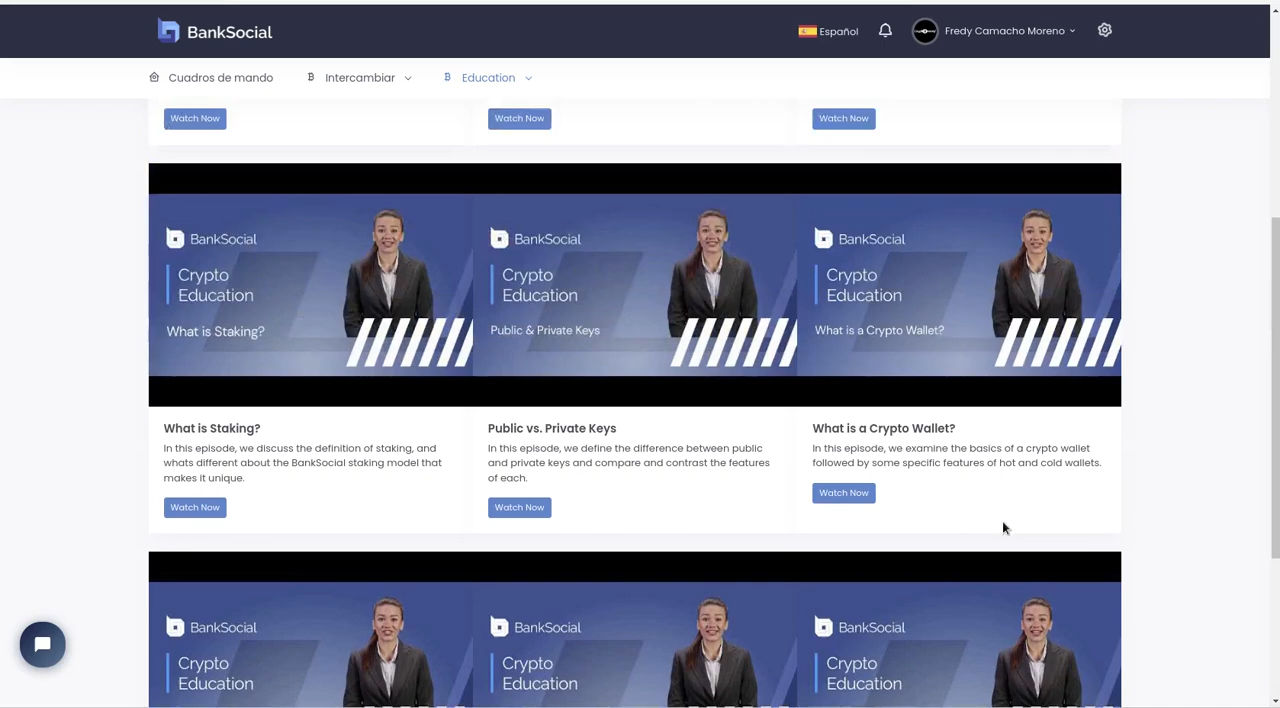 BankSocial
Español
Fredy Camacho Moreno
Cuadros de mando
Intercambiar
Education
Watch Now
Watch Now
Watch Now
BankSocial
Crypto
Education
What is Staking?
BankSocial
Crypto
Education
Public & Private Keys
BankSocial
Crypto
Education
What is a Crypto Wallet?
What is Staking?
In this episode, we discuss the definition of staking, and
whats different about the BankSocial staking model that
makes it unique.
Watch Now
Public vs. Private Keys
In this episode, we define the difference between public
and private keys and compare and contrast the features
of each.
Watch Now
What is a Crypto Wallet?
In this episode, we examine the basics of a crypto wallet
followed by some specific features of hot and cold wallets.
Watch Now
BankSocial
Crypto
Education
BankSocial
Crypto
Education
BankSocial
Crypto
Education